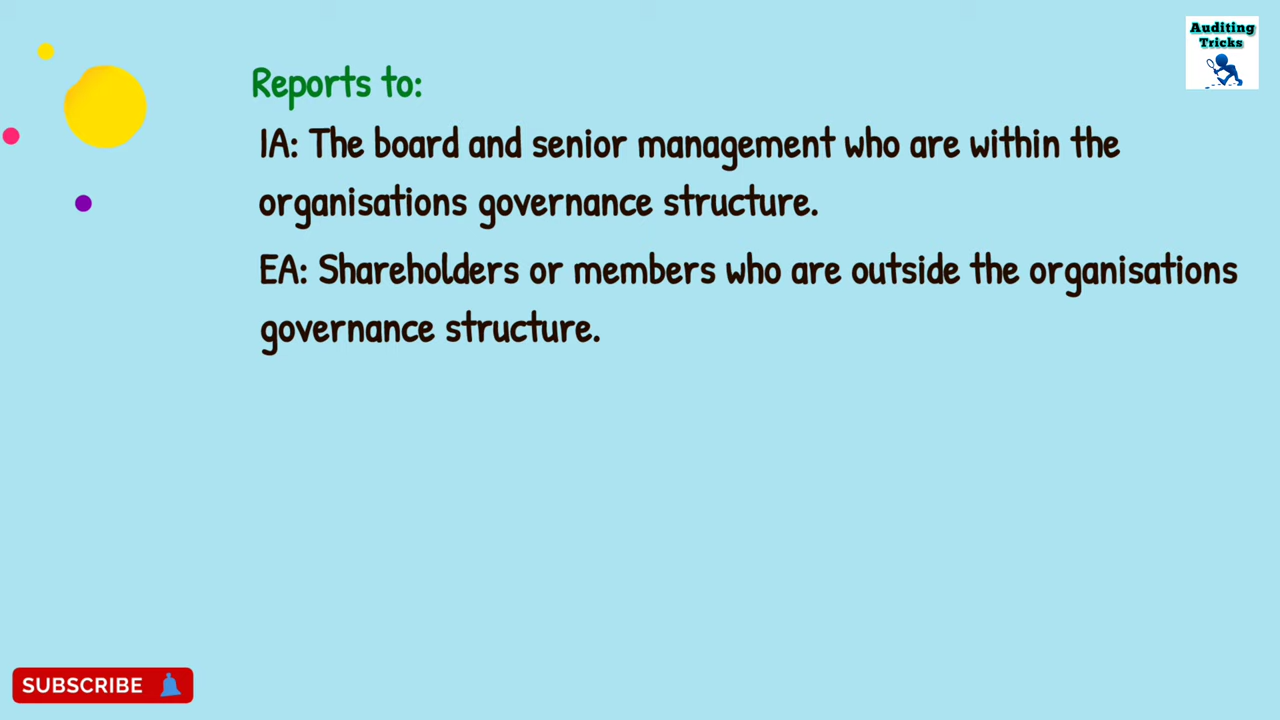 Auditing
Tricks
Reports to:
IA: The board and senior management who are within the
organisations governance structure.
EA: Shareholders or members who are outside the organisations
governance structure.
SUBSCRIBE